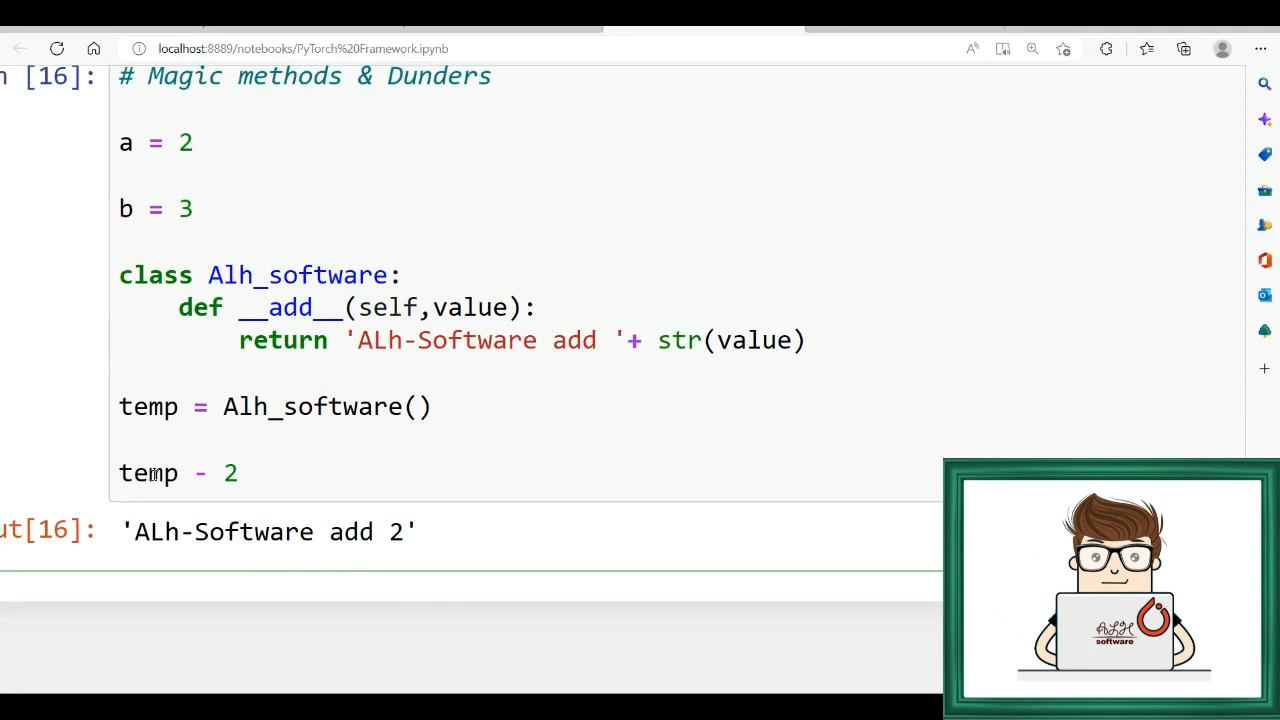 localhost:8889/notebooks/PyTorch%20Framework.ipynb
n [16]: # Magic methods & Dunders
a = 2
b = 3
class Alh_software:
def __add__(self,value):
return 'ALh-Software add '+ str(value)
temp = Alh_software()
temp - 2
ut[16]: 'ALh-Software add 2'
ALH
software